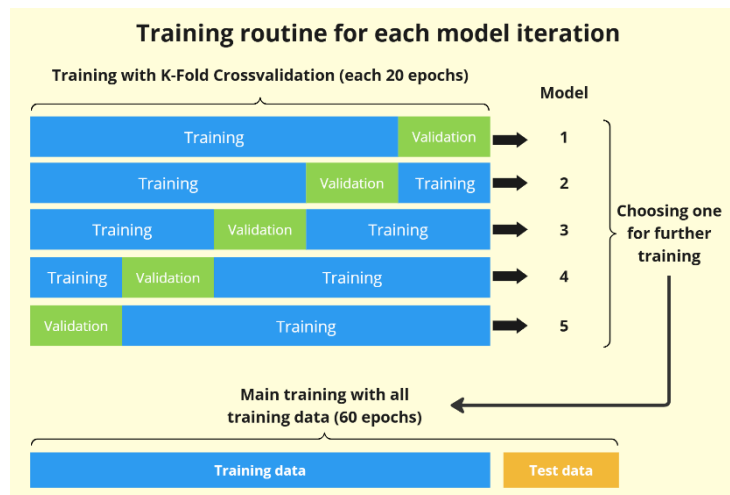 Training routine for each model iteration
Training with K-Fold Crossvalidation (each 20 epochs)
Model
Training Validation 1
Training Validation Training 2
Training Validation Training 3
Training Validation Training 4
Validation Training 5
Choosing one
for further
training
Main training with all
training data (60 epochs)
Training data Test data